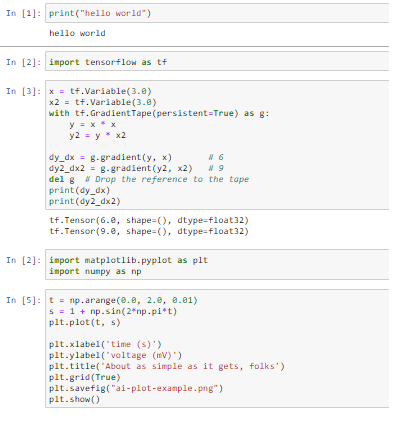 In [1]: print("hello world")
hello world
In [2]: import tensorflow as tf
In [3]: x = tf.Variable(3.0)
x2 = tf.Variable(3.0)
with tf.GradientTape(persistent=True) as g:
    y = x * x
    y2 = y * x2

dy_dx = g.gradient(y, x)       # 6
dy2_dx2 = g.gradient(y2, x2)   # 9
del g  # Drop the reference to the tape
print(dy_dx)
print(dy2_dx2)
tf.Tensor(6.0, shape=(), dtype=float32)
tf.Tensor(9.0, shape=(), dtype=float32)
In [2]: import matplotlib.pyplot as plt
import numpy as np
In [5]: t = np.arange(0.0, 2.0, 0.01)
s = 1 + np.sin(2*np.pi*t)
plt.plot(t, s)

plt.xlabel('time (s)')
plt.ylabel('voltage (mV)')
plt.title('About as simple as it gets, folks')
plt.grid(True)
plt.savefig("ai-plot-example.png")
plt.show()